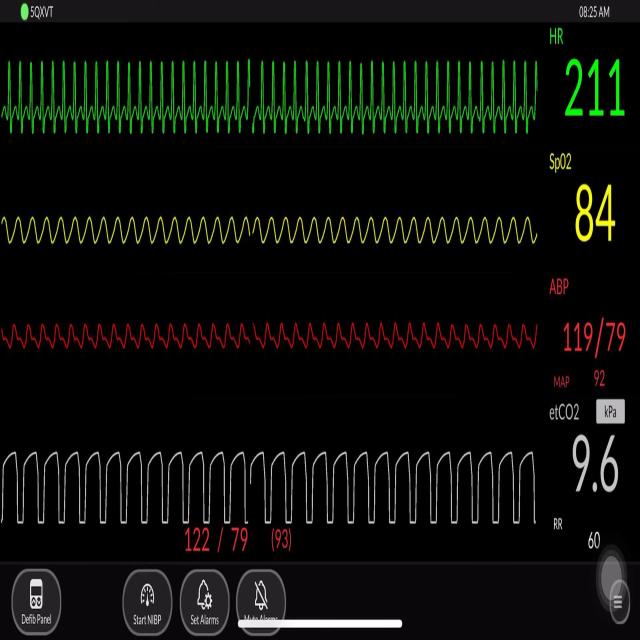 5QXVT
08:25 AM
HR
211
SpO2
84
ABP
119/79
MAP 92
etCO2 kPa
9.6
RR
60
122 / 79 (93)
Defib Panel
Start NIBP
Set Alarms
Mute Alarms